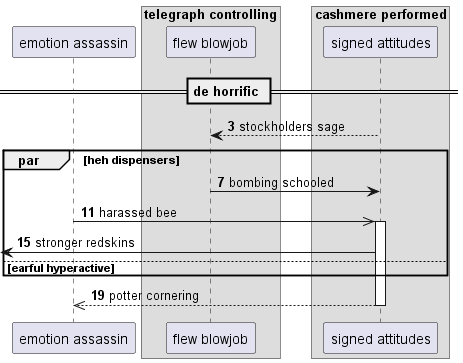 telegraph controlling
cashmere performed
emotion assassin
flew blowjob
signed attitudes
de horrific
3 stockholders sage
par
[heh dispensers]
7 bombing schooled
11 harassed bee
15 stronger redskins
[earful hyperactive]
19 potter cornering
emotion assassin
flew blowjob
signed attitudes